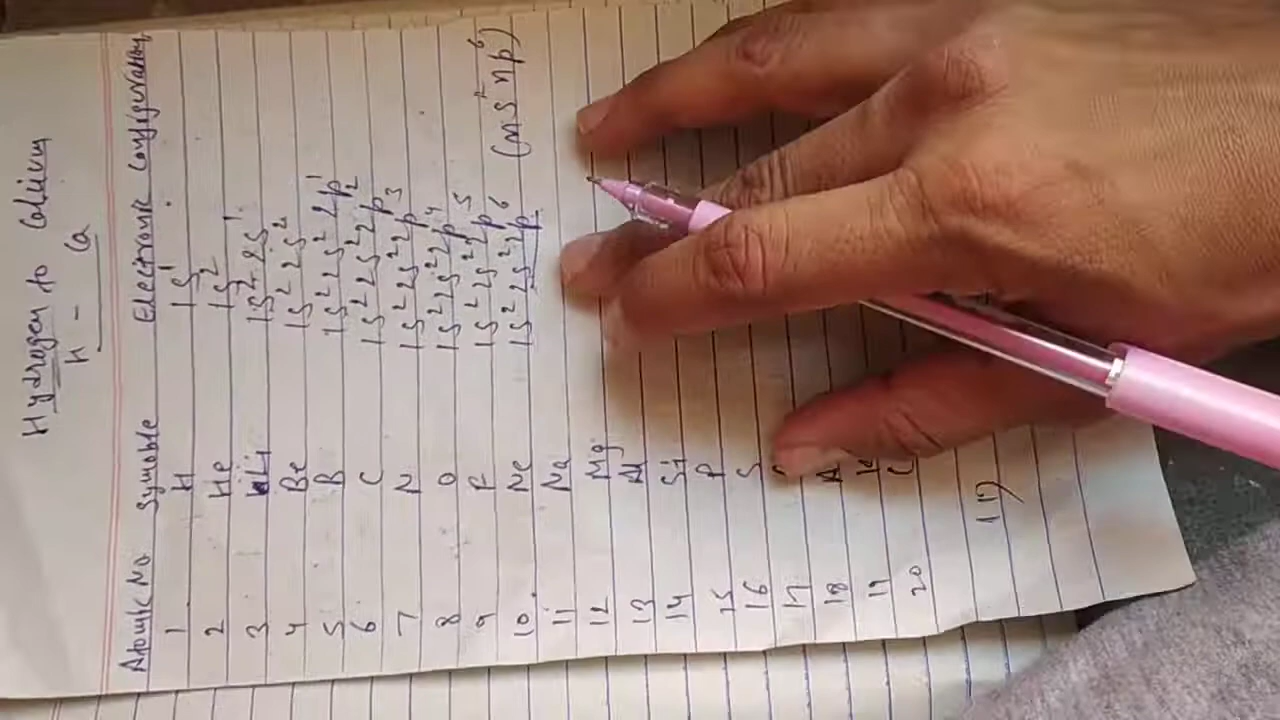 Hydrogen to Calcium
H - Ca
Atomic No Symoble Electronic Configuration
1 H 1S¹
2 He 1S²
3 Li 1S² 2S¹
4 Be 1S² 2S²
5 B 1S² 2S² 2p¹
6 C 1S² 2S² 2p²
7 N 1S² 2S² 2p³
8 O 1S² 2S² 2p⁴
9 F 1S² 2S² 2p⁵
10 Ne 1S² 2S² 2p⁶ (ns² np⁶)
11 Na
12 Mg
13 Al
14 Si
15 P
16 S
17
18 A
19
20 C